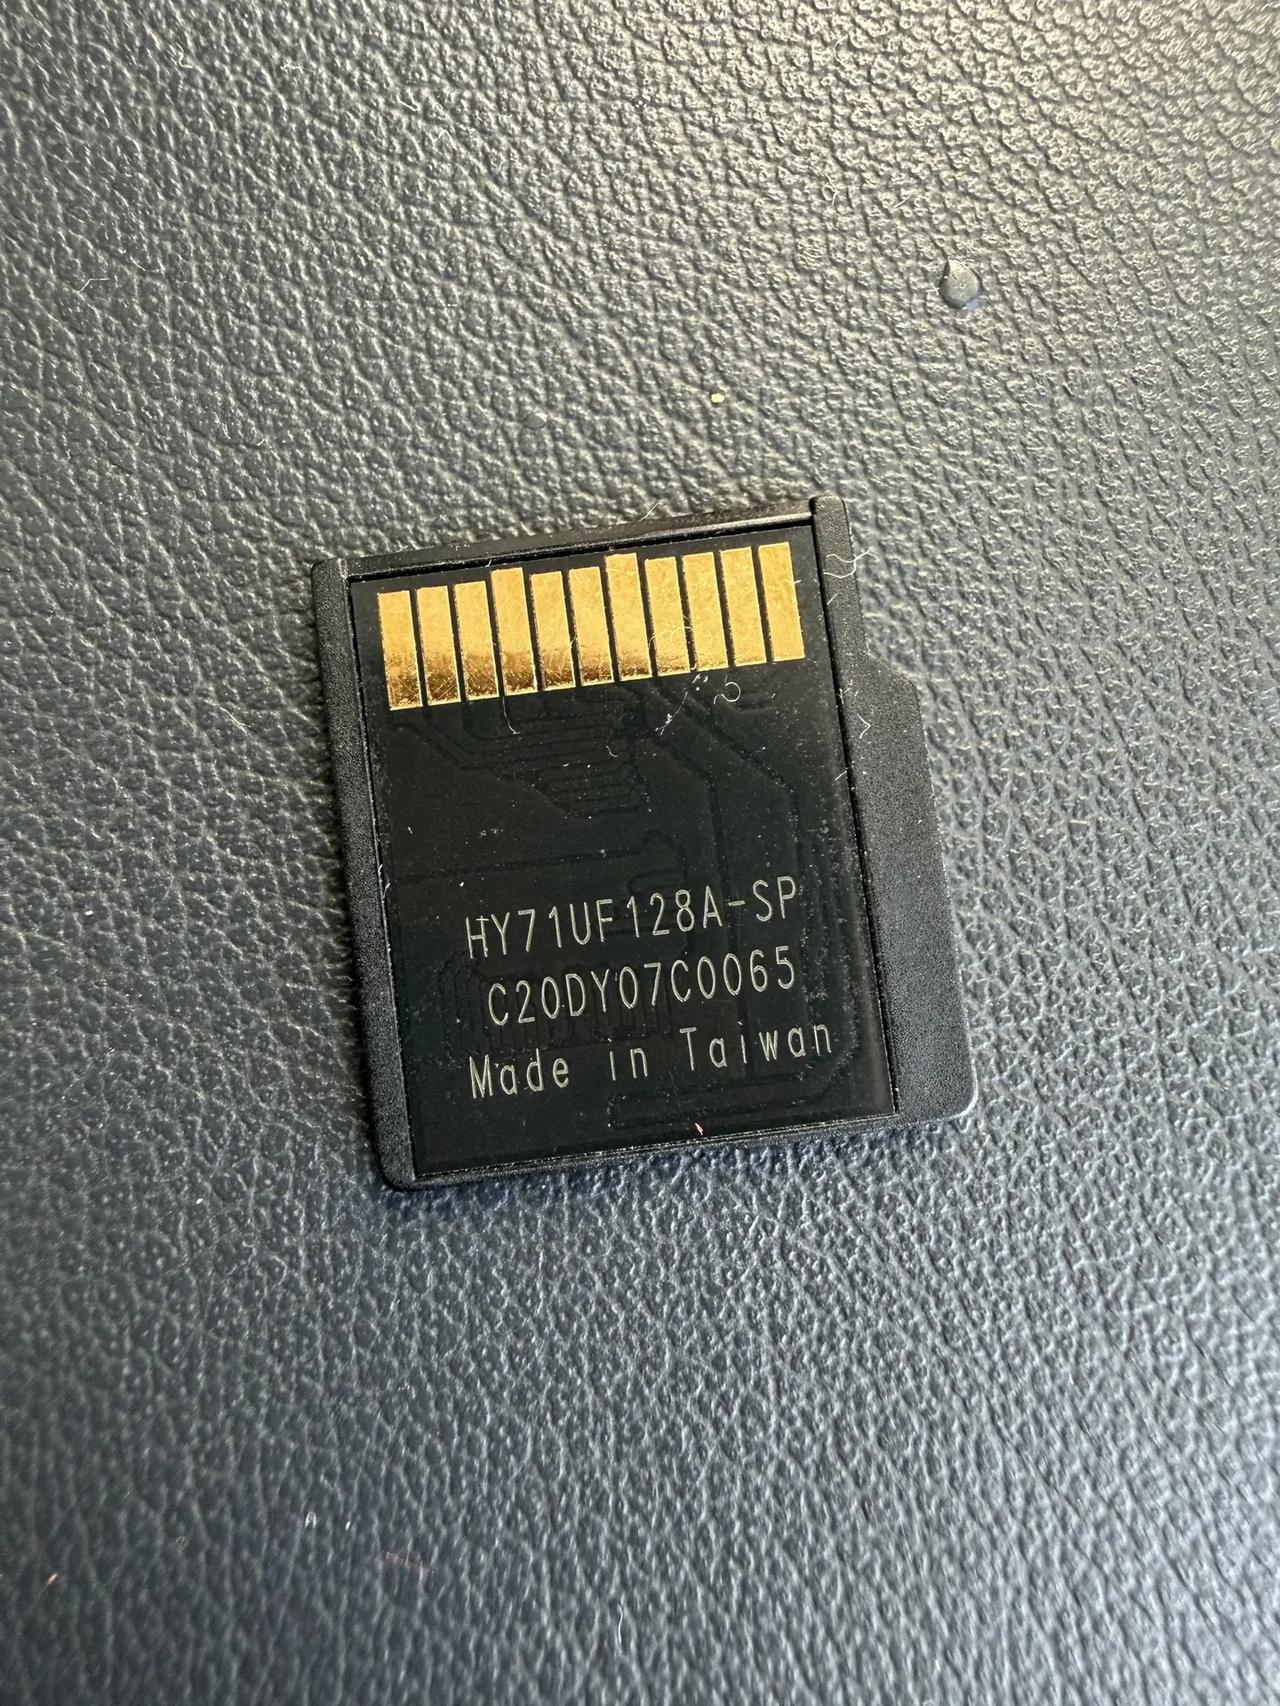 HY71UF128A-SP
C20DY07C0065
Made in Taiwan